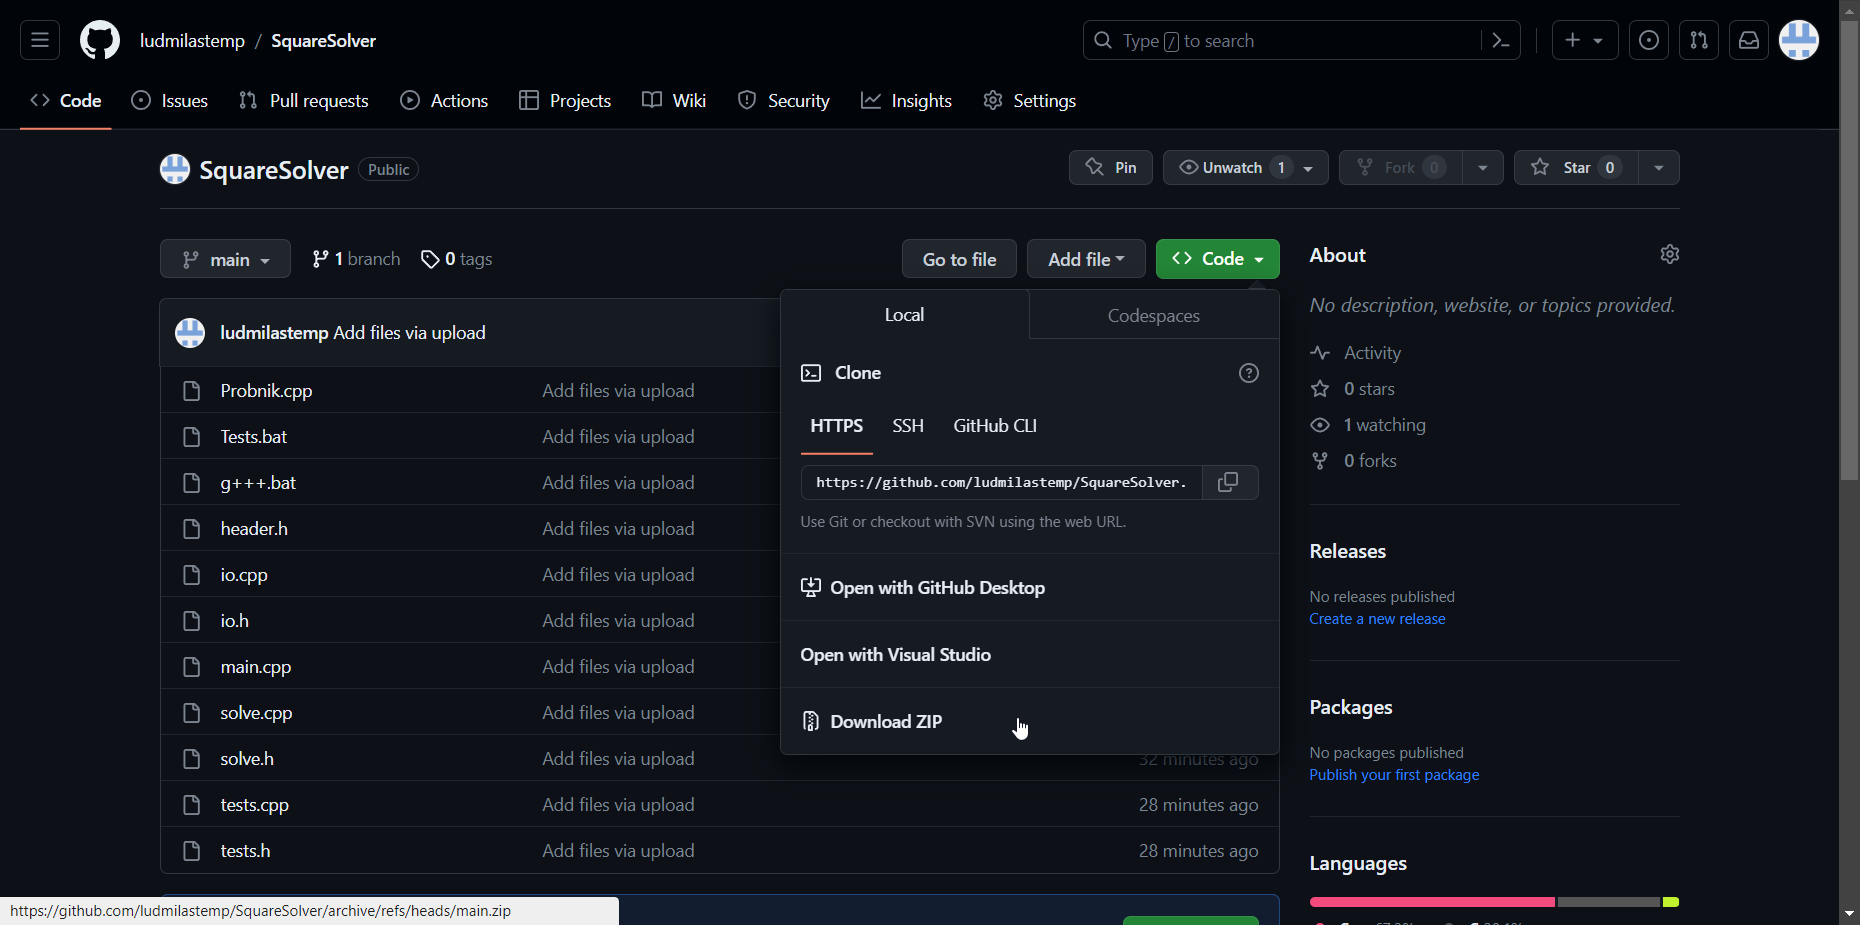 ludmilastemp / SquareSolver
Type / to search
Code
Issues
Pull requests
Actions
Projects
Wiki
Security
Insights
Settings
SquareSolver Public
Pin
Unwatch 1
Fork 0
Star 0
main
1 branch
0 tags
Go to file
Add file
<> Code
ludmilastemp Add files via upload
Probnik.cpp Add files via upload
Tests.bat Add files via upload
g+++.bat Add files via upload
header.h Add files via upload
io.cpp Add files via upload
io.h Add files via upload
main.cpp Add files via upload
solve.cpp Add files via upload
solve.h Add files via upload 32 minutes ago
tests.cpp Add files via upload 28 minutes ago
tests.h Add files via upload 28 minutes ago
Local
Codespaces
Clone
HTTPS SSH GitHub CLI
https://github.com/ludmilastemp/SquareSolver.
Use Git or checkout with SVN using the web URL.
Open with GitHub Desktop
Open with Visual Studio
Download ZIP
About
No description, website, or topics provided.
Activity
0 stars
1 watching
0 forks
Releases
No releases published
Create a new release
Packages
No packages published
Publish your first package
Languages
https://github.com/ludmilastemp/SquareSolver/archive/refs/heads/main.zip